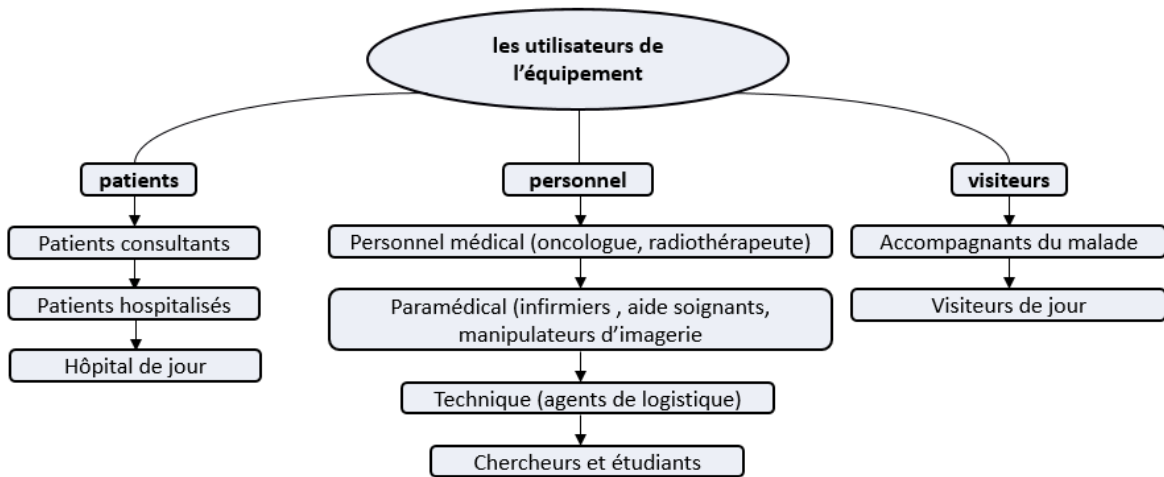 les utilisateurs de
l'équipement
patients
personnel
visiteurs
Patients consultants
Personnel médical (oncologue, radiothérapeute)
Accompagnants du malade
Patients hospitalisés
Paramédical (infirmiers , aide soignants,
manipulateurs d'imagerie
Visiteurs de jour
Hôpital de jour
Technique (agents de logistique)
Chercheurs et étudiants